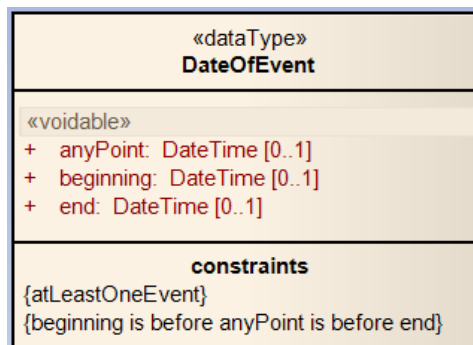 «dataType»
DateOfEvent
«voidable»
+ anyPoint: DateTime [0..1]
+ beginning: DateTime [0..1]
+ end: DateTime [0..1]
constraints
{atLeastOneEvent}
{beginning is before anyPoint is before end}